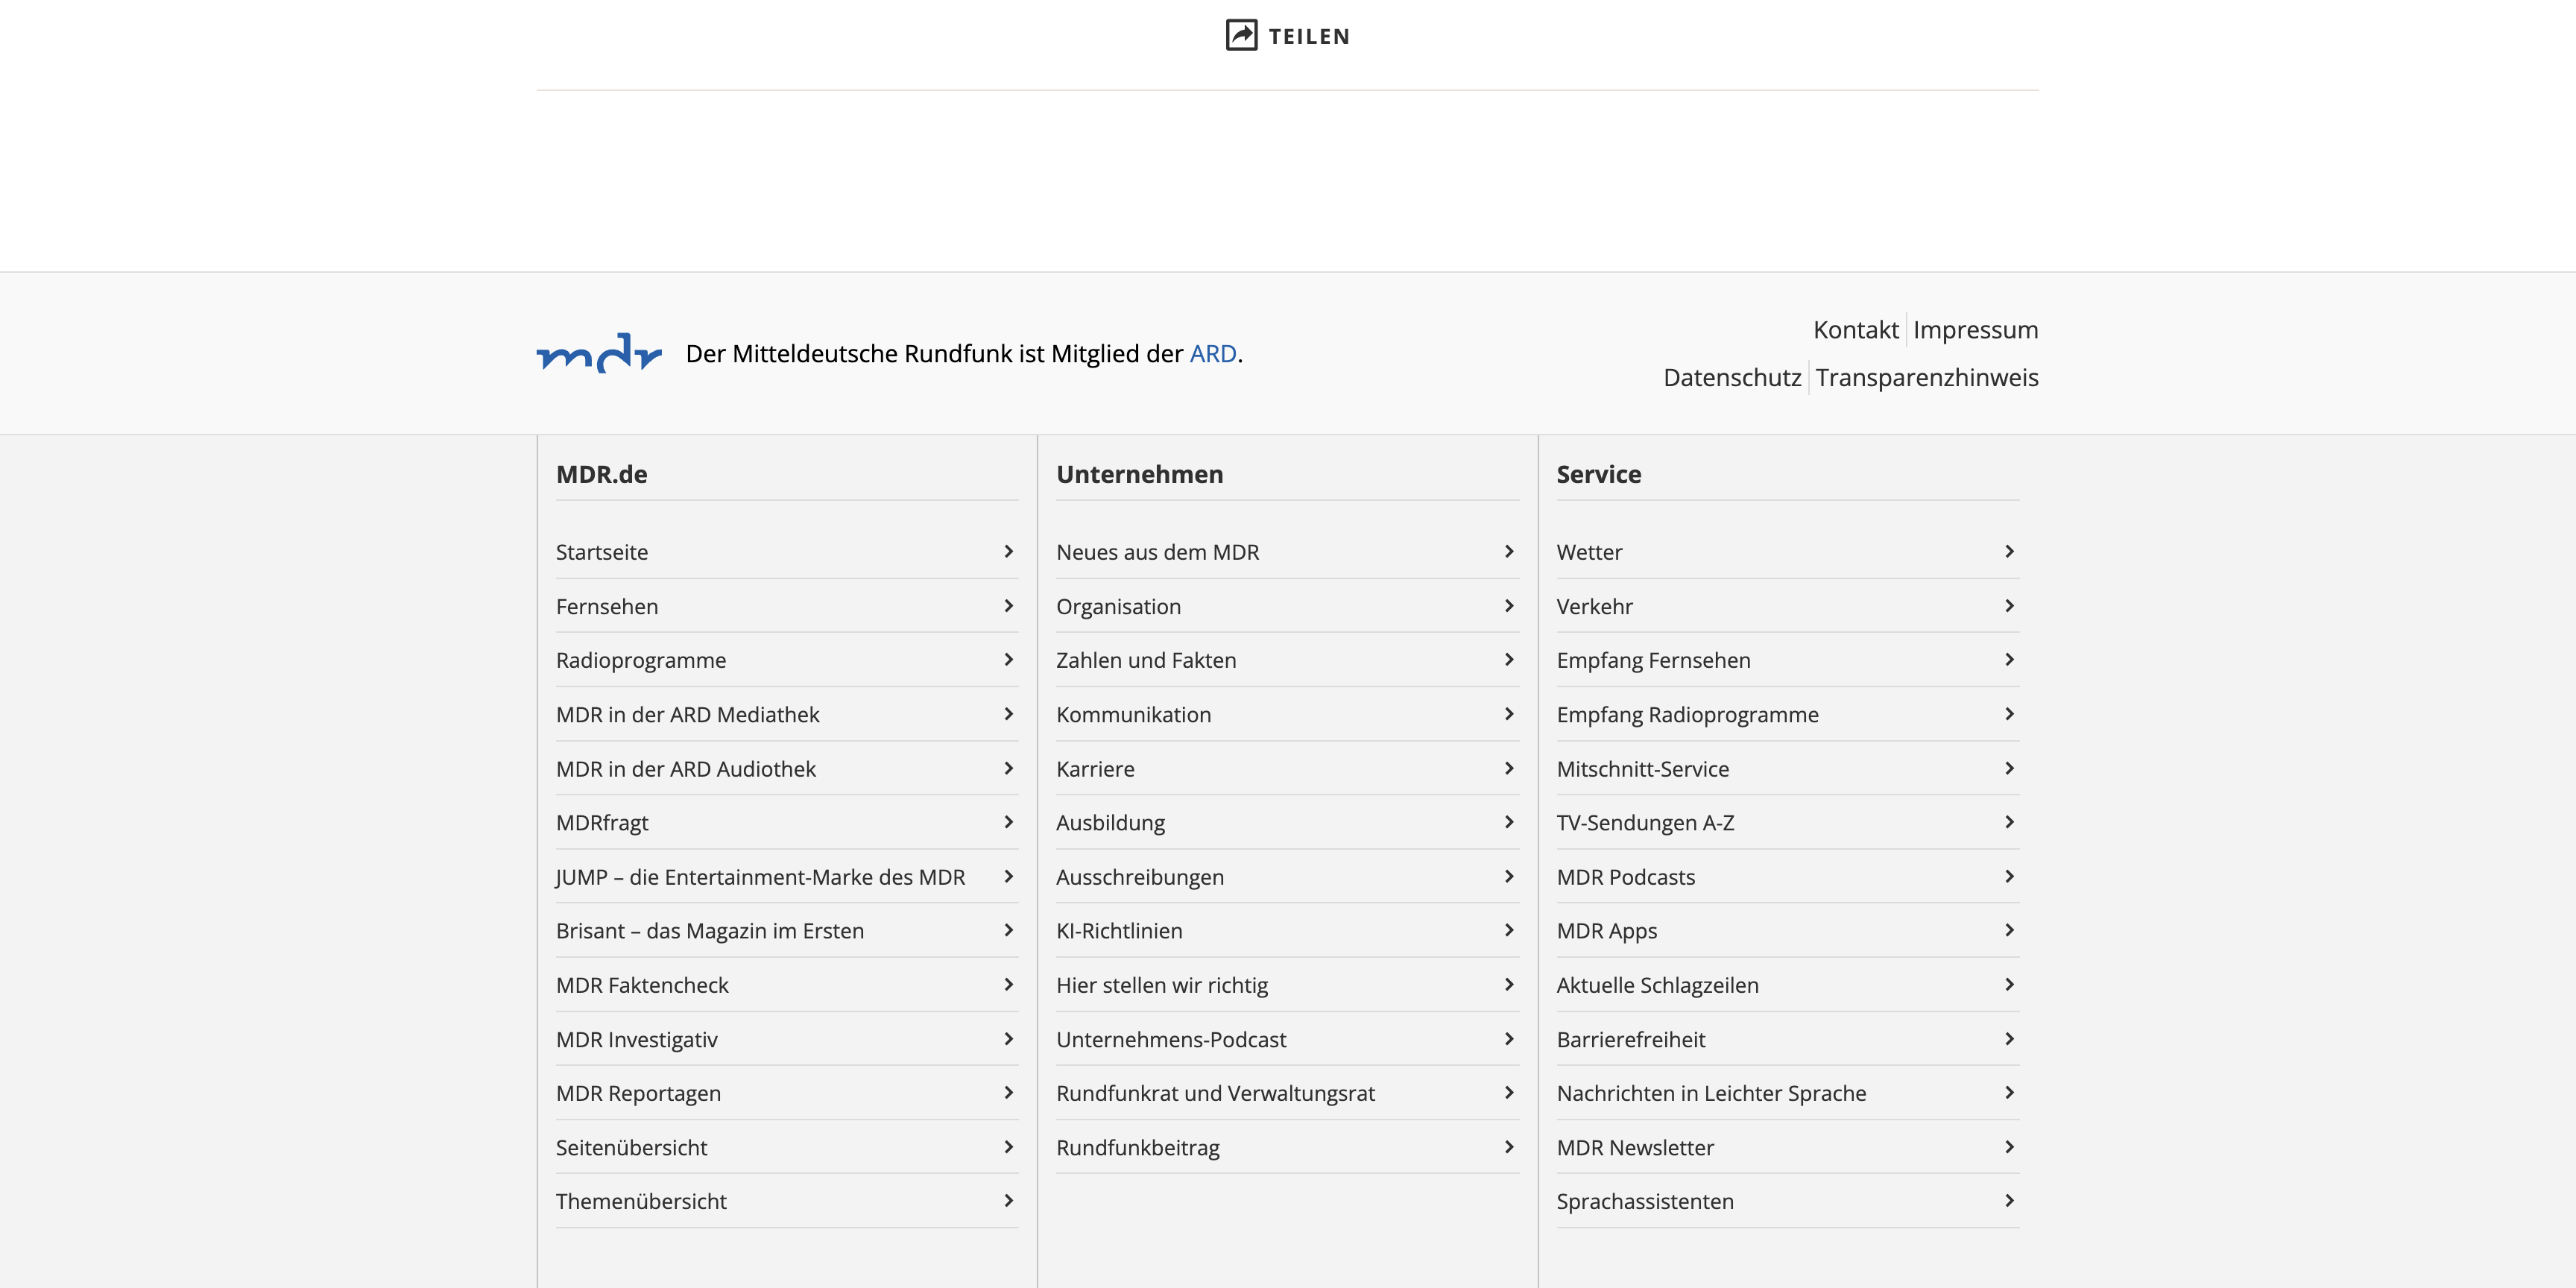 TEILEN
mdr Der Mitteldeutsche Rundfunk ist Mitglied der ARD.
Kontakt Impressum
Datenschutz Transparenzhinweis
MDR.de
Startseite
Fernsehen
Radioprogramme
MDR in der ARD Mediathek
MDR in der ARD Audiothek
MDRfragt
JUMP – die Entertainment-Marke des MDR
Brisant – das Magazin im Ersten
MDR Faktencheck
MDR Investigativ
MDR Reportagen
Seitenübersicht
Themenübersicht
Unternehmen
Neues aus dem MDR
Organisation
Zahlen und Fakten
Kommunikation
Karriere
Ausbildung
Ausschreibungen
KI-Richtlinien
Hier stellen wir richtig
Unternehmens-Podcast
Rundfunkrat und Verwaltungsrat
Rundfunkbeitrag
Service
Wetter
Verkehr
Empfang Fernsehen
Empfang Radioprogramme
Mitschnitt-Service
TV-Sendungen A-Z
MDR Podcasts
MDR Apps
Aktuelle Schlagzeilen
Barrierefreiheit
Nachrichten in Leichter Sprache
MDR Newsletter
Sprachassistenten